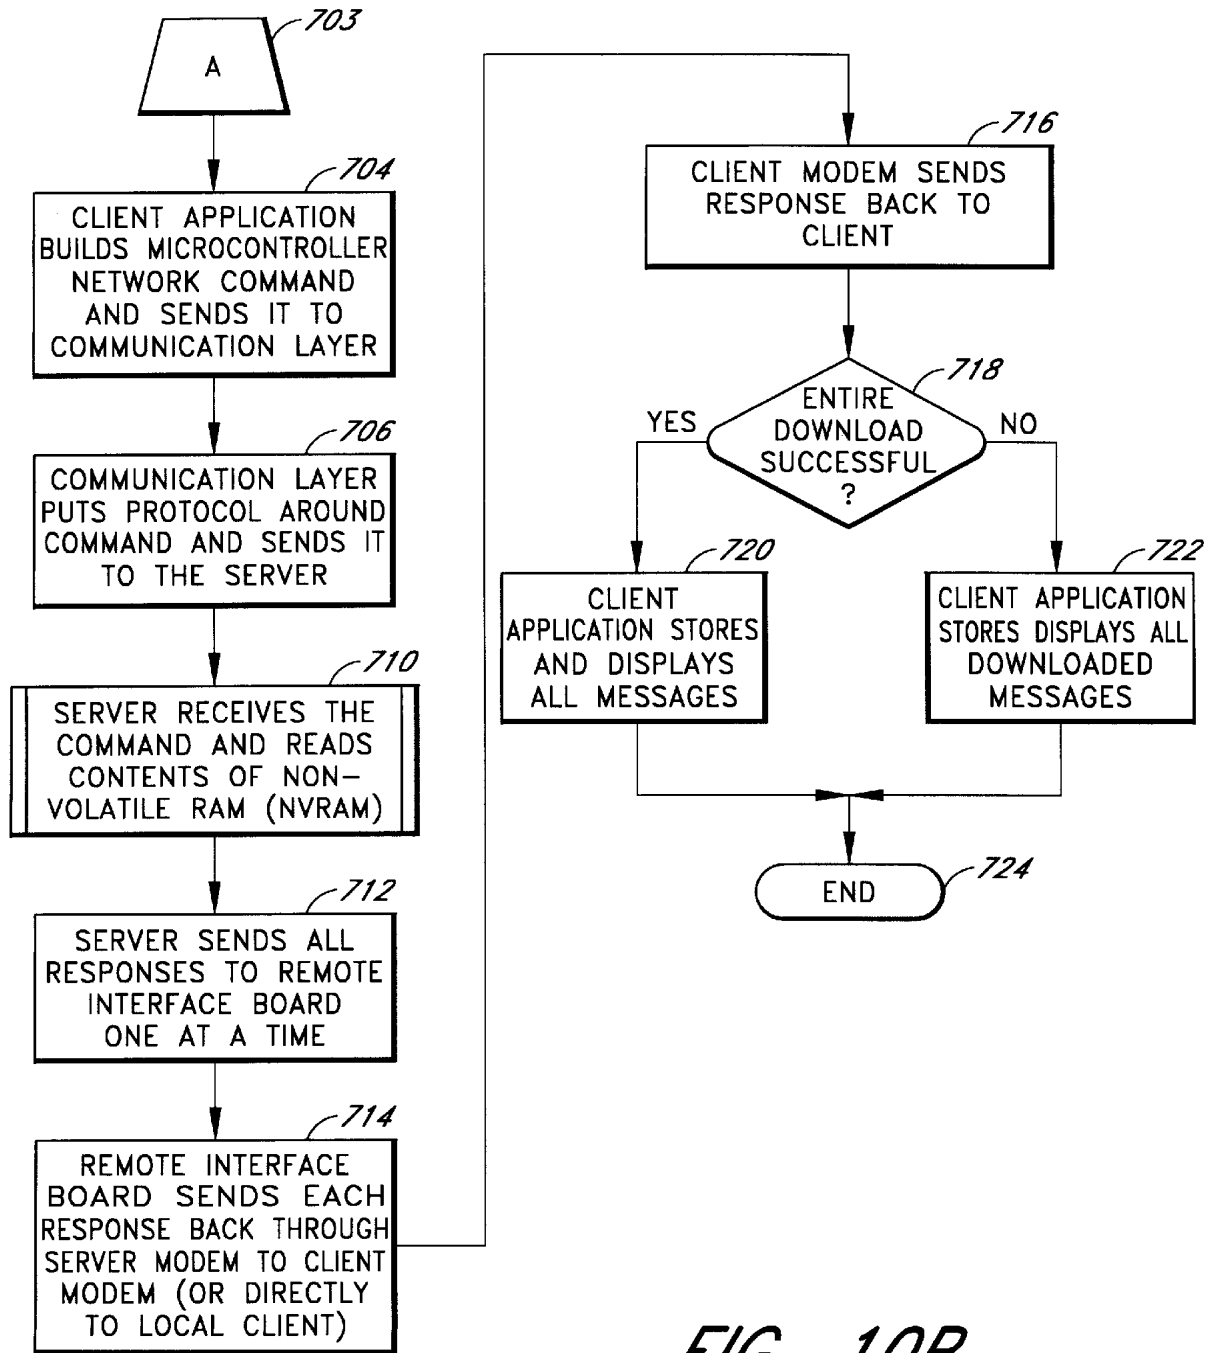 703
A
704
CLIENT APPLICATION
BUILDS MICROCONTROLLER
NETWORK COMMAND
AND SENDS IT TO
COMMUNICATION LAYER
706
COMMUNICATION LAYER
PUTS PROTOCOL AROUND
COMMAND AND SENDS IT
TO THE SERVER
710
SERVER RECEIVES THE
COMMAND AND READS
CONTENTS OF NON-
VOLATILE RAM (NVRAM)
712
SERVER SENDS ALL
RESPONSES TO REMOTE
INTERFACE BOARD
ONE AT A TIME
714
REMOTE INTERFACE
BOARD SENDS EACH
RESPONSE BACK THROUGH
SERVER MODEM TO CLIENT
MODEM (OR DIRECTLY
TO LOCAL CLIENT)
716
CLIENT MODEM SENDS
RESPONSE BACK TO
CLIENT
718
ENTIRE
DOWNLOAD
SUCCESSFUL
?
YES
NO
720
CLIENT
APPLICATION STORES
AND DISPLAYS
ALL MESSAGES
722
CLIENT APPLICATION
STORES DISPLAYS ALL
DOWNLOADED
MESSAGES
724
END
FIG. 10B